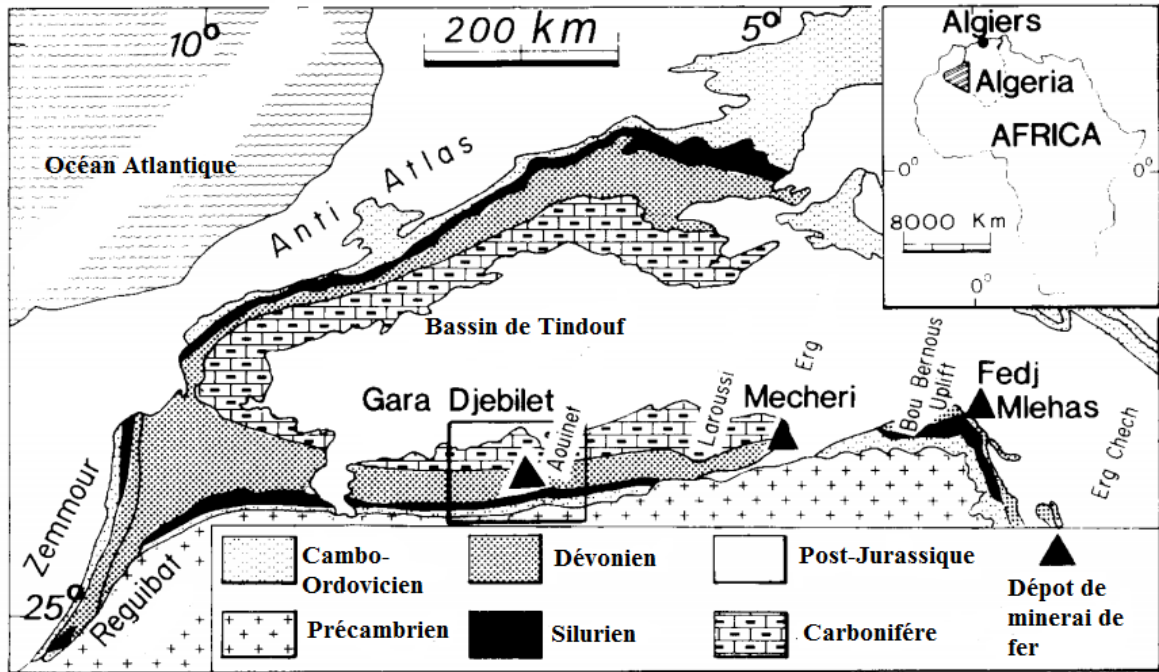 10°
200 km
5°
Algiers
Algeria
AFRICA
0°
0°
8000 Km
0°
Océan Atlantique
Anti Atlas
Bassin de Tindouf
Gara Djebilet
Aouinet
Laroussi
Erg
Mecheri
Bou Bernous
Uplift
Fedj
Mlehas
Erg Chech
Zemmour
Reguibat
25°
Cambo-
Ordovicien
Dévonien
Post-Jurassique
Dépot de
minerai de
fer
Précambrien
Silurien
Carbonifére